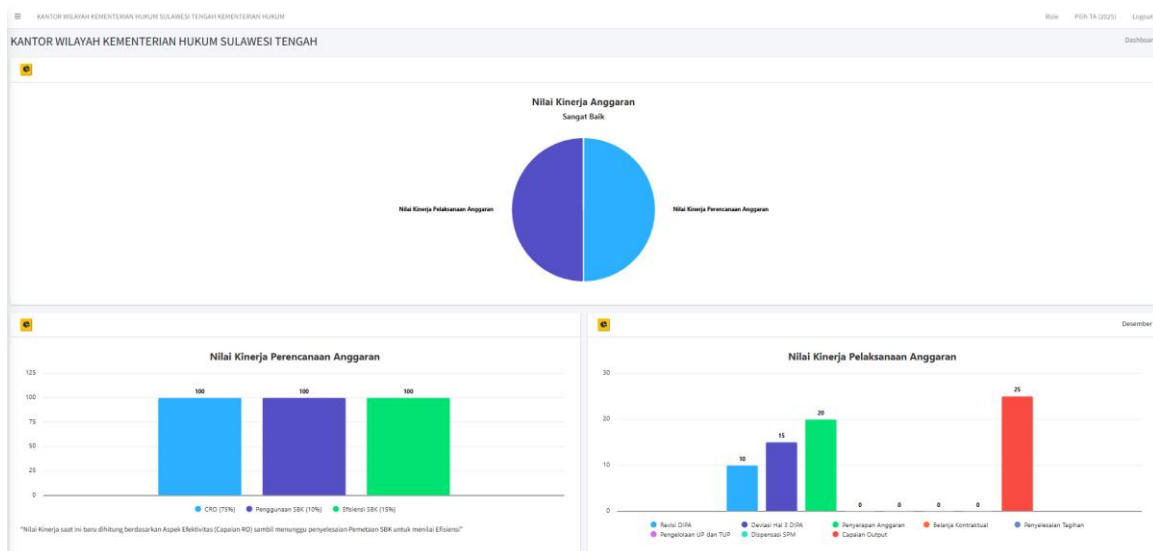 KANTOR WILAYAH KEMENTERIAN HUKUM SULAWESI TENGAH KEMENTERIAN HUKUM
Role Pilih TA (2025) Logout
KANTOR WILAYAH KEMENTERIAN HUKUM SULAWESI TENGAH
Dashboar
Nilai Kinerja Anggaran
Sangat Baik
Nilai Kinerja Pelaksanaan Anggaran
Nilai Kinerja Perencanaan Anggaran
Nilai Kinerja Perencanaan Anggaran
125
100
75
50
25
0
100 100 100
CRO (75%) Penggunaan SBK (10%) Efisiensi SBK (15%)
"Nilai Kinerja saat ini baru dihitung berdasarkan Aspek Efektivitas (Capaian RO) sambil menunggu penyelesaian Pemetaan SBK untuk menilai Efisiensi"
Desember
Nilai Kinerja Pelaksanaan Anggaran
30
20
10
0
10 15 20 0 0 0 0 25
Revisi DIPA Deviasi Hal 3 DIPA Penyerapan Anggaran Belanja Kontraktual Penyelesaian Tagihan
Pengelolaan UP dan TUP Dispensasi SPM Capaian Output